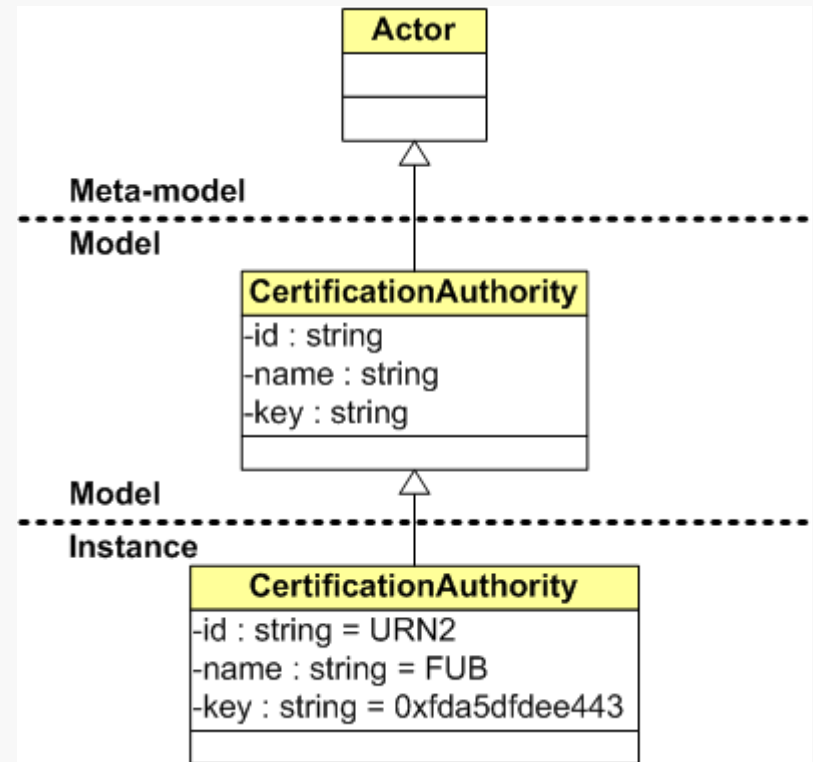 Actor
Meta-model
Model
CertificationAuthority
-id : string
-name : string
-key : string
Model
Instance
CertificationAuthority
-id : string = URN2
-name : string = FUB
-key : string = 0xfda5dfdee443